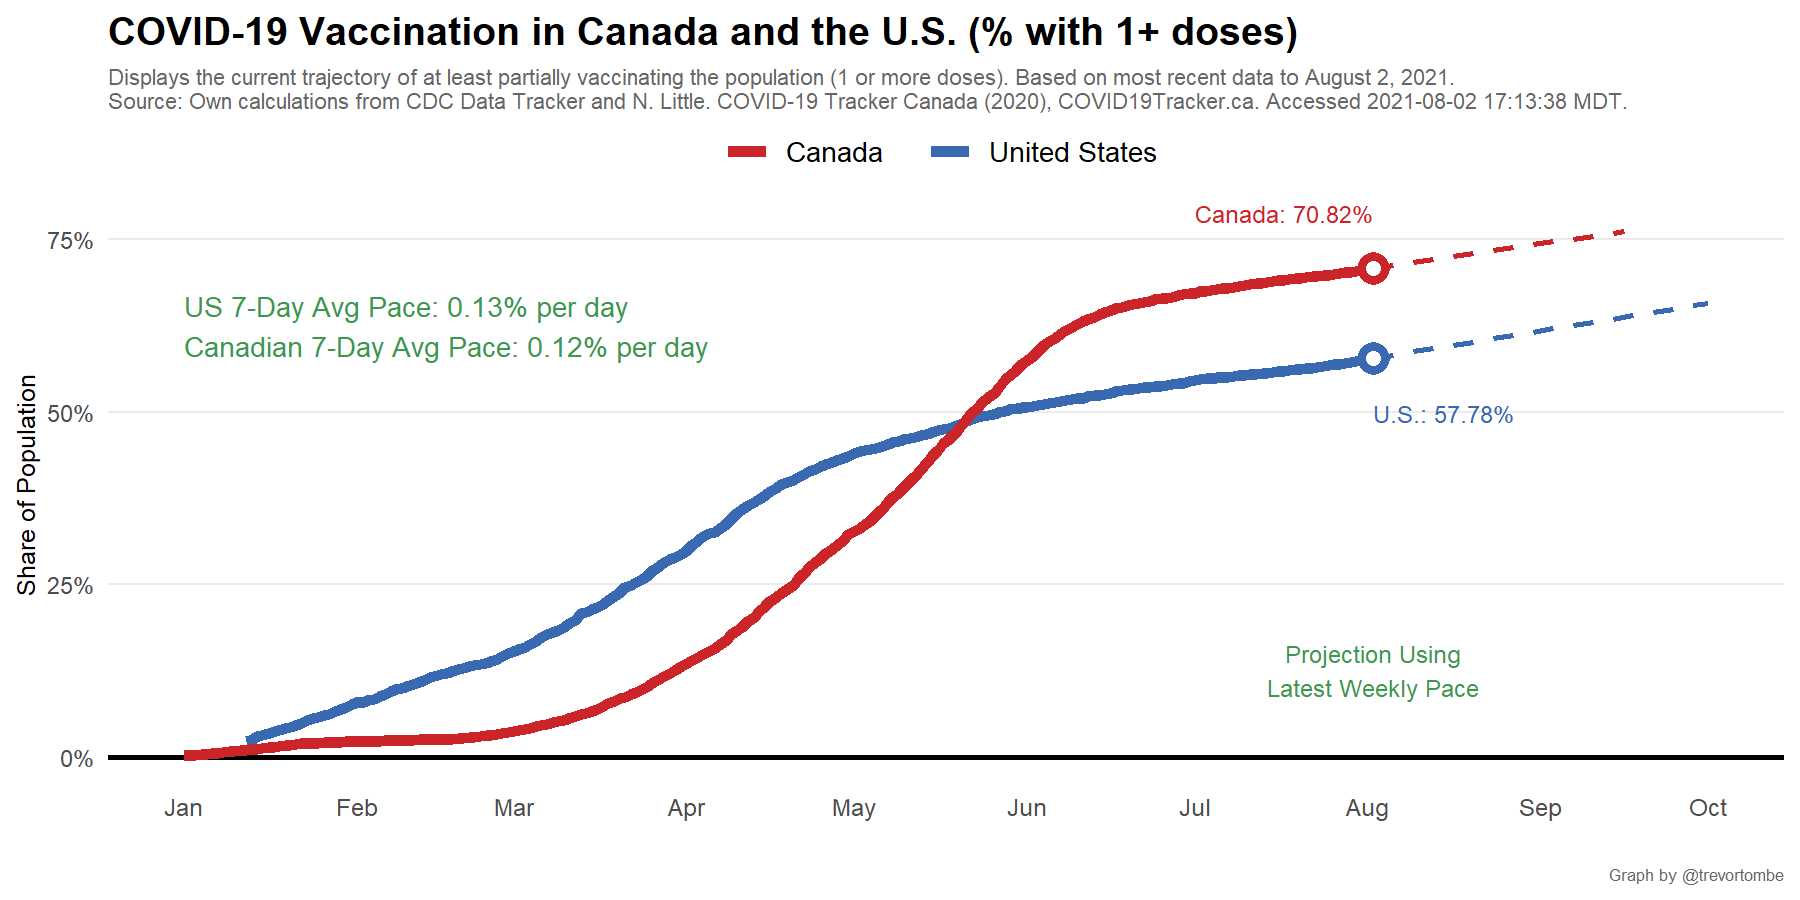 COVID-19 Vaccination in Canada and the U.S. (% with 1+ doses)
Displays the current trajectory of at least partially vaccinating the population (1 or more doses). Based on most recent data to August 2, 2021.
Source: Own calculations from CDC Data Tracker and N. Little. COVID-19 Tracker Canada (2020), COVID19Tracker.ca. Accessed 2021-08-02 17:13:38 MDT.
Canada United States
Canada: 70.82%
75%
US 7-Day Avg Pace: 0.13% per day
Canadian 7-Day Avg Pace: 0.12% per day
Share of Population
50%
U.S.: 57.78%
25%
Projection Using
Latest Weekly Pace
0%
Jan Feb Mar Apr May Jun Jul Aug Sep Oct
Graph by @trevortombe